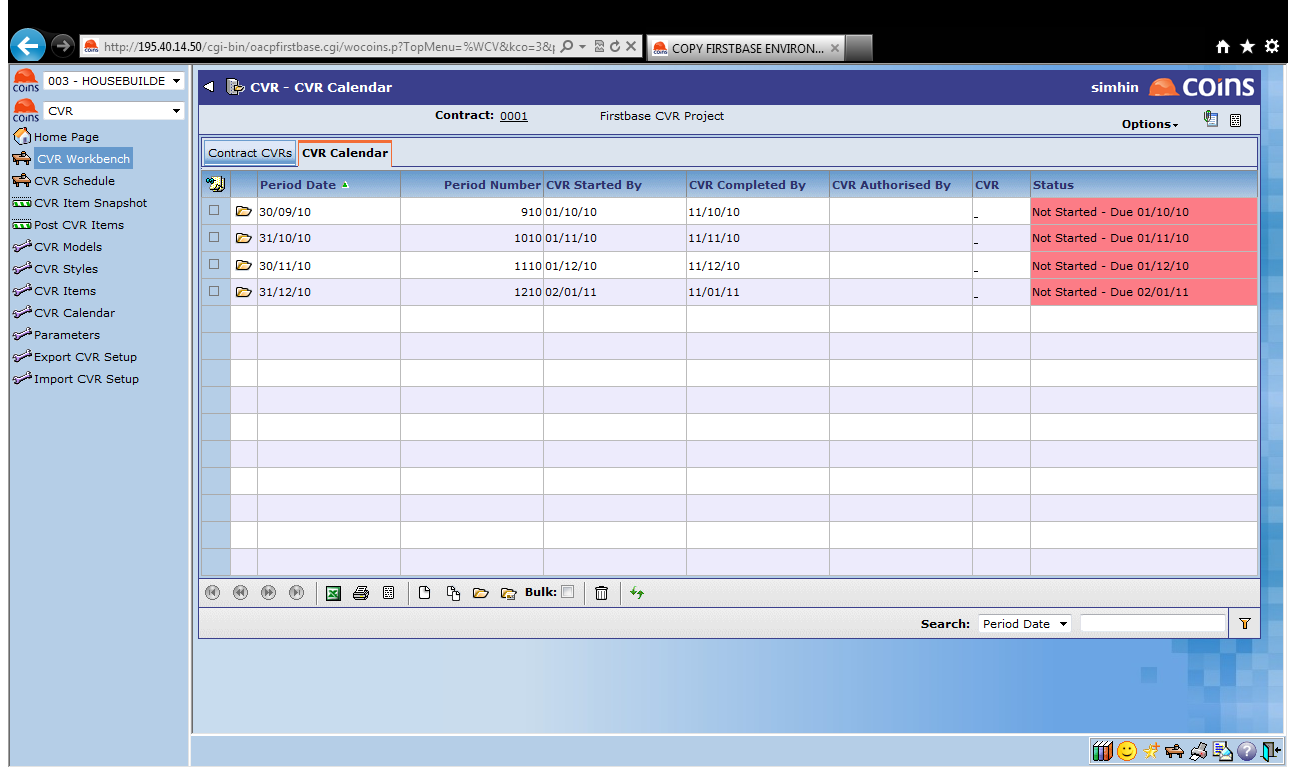 http://195.40.14.50/cgi-bin/oacpfirstbase.cgi/wocoins.p?TopMenu=%WCV&kco=3&
COPY FIRSTBASE ENVIRON...
coins 003 - HOUSEBUILDE
coins CVR
Home Page
CVR Workbench
CVR Schedule
CVR Item Snapshot
Post CVR Items
CVR Models
CVR Styles
CVR Items
CVR Calendar
Parameters
Export CVR Setup
Import CVR Setup
CVR - CVR Calendar simhin coins
Contract: 0001 Firstbase CVR Project Options
Contract CVRs CVR Calendar
Period Date Period Number CVR Started By CVR Completed By CVR Authorised By CVR Status
30/09/10 910 01/10/10 11/10/10 _ Not Started - Due 01/10/10
31/10/10 1010 01/11/10 11/11/10 _ Not Started - Due 01/11/10
30/11/10 1110 01/12/10 11/12/10 _ Not Started - Due 01/12/10
31/12/10 1210 02/01/11 11/01/11 _ Not Started - Due 02/01/11
Bulk:
Search: Period Date